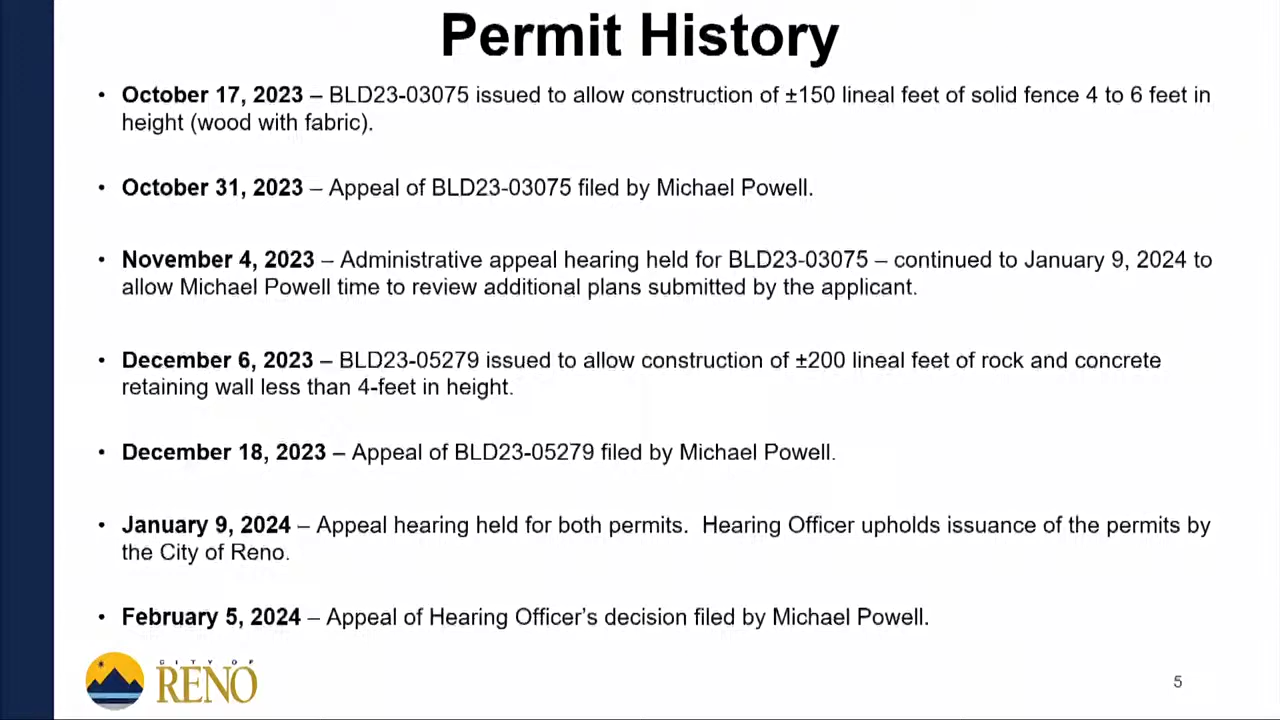 Permit History
• October 17, 2023 – BLD23-03075 issued to allow construction of ±150 lineal feet of solid fence 4 to 6 feet in
height (wood with fabric).
• October 31, 2023 – Appeal of BLD23-03075 filed by Michael Powell.
• November 4, 2023 – Administrative appeal hearing held for BLD23-03075 – continued to January 9, 2024 to
allow Michael Powell time to review additional plans submitted by the applicant.
• December 6, 2023 – BLD23-05279 issued to allow construction of ±200 lineal feet of rock and concrete
retaining wall less than 4-feet in height.
• December 18, 2023 – Appeal of BLD23-05279 filed by Michael Powell.
• January 9, 2024 – Appeal hearing held for both permits.  Hearing Officer upholds issuance of the permits by
the City of Reno.
• February 5, 2024 – Appeal of Hearing Officer’s decision filed by Michael Powell.
CITY OF
RENO
5